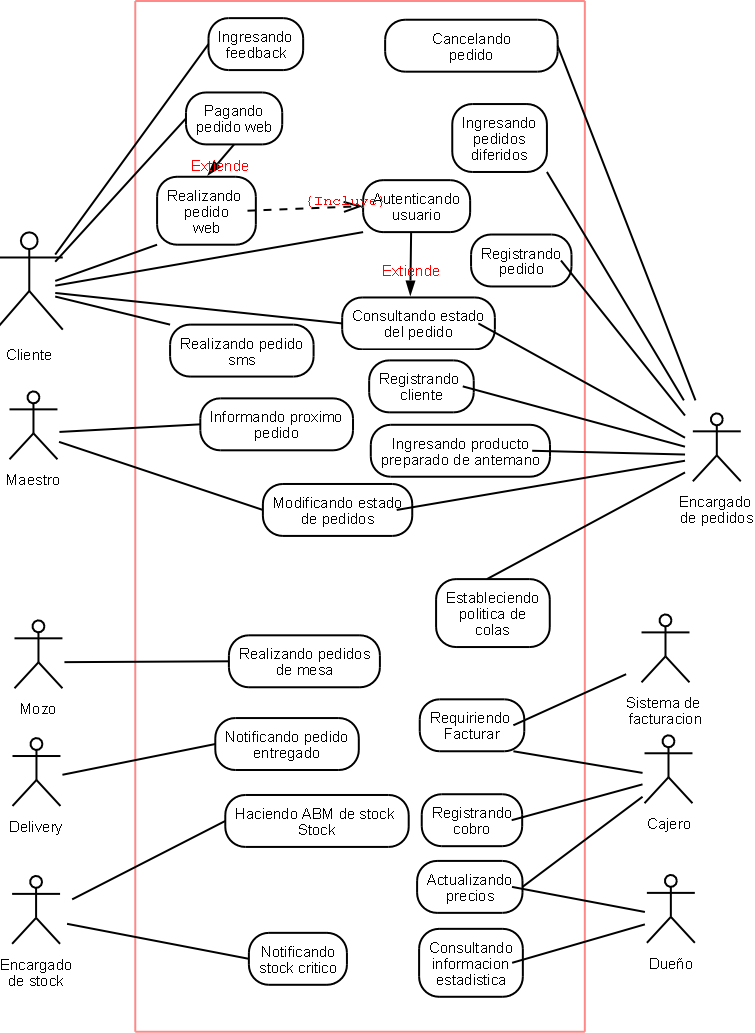 Ingresando
feedback
Cancelando
pedido
Pagando
pedido web
Ingresando
pedidos
diferidos
Extiende
Realizando
pedido
web
{Incluye}
Autenticando
usuario
Registrando
pedido
Extiende
Cliente
Consultando estado
del pedido
Realizando pedido
sms
Registrando
cliente
Informando proximo
pedido
Ingresando producto
preparado de antemano
Maestro
Modificando estado
de pedidos
Encargado
de pedidos
Estableciendo
politica de
colas
Realizando pedidos
de mesa
Mozo
Sistema de
facturacion
Requiriendo
Facturar
Notificando pedido
entregado
Delivery
Haciendo ABM de stock
Stock
Registrando
cobro
Cajero
Actualizando
precios
Encargado
de stock
Notificando
stock critico
Consultando
informacion
estadistica
Dueño